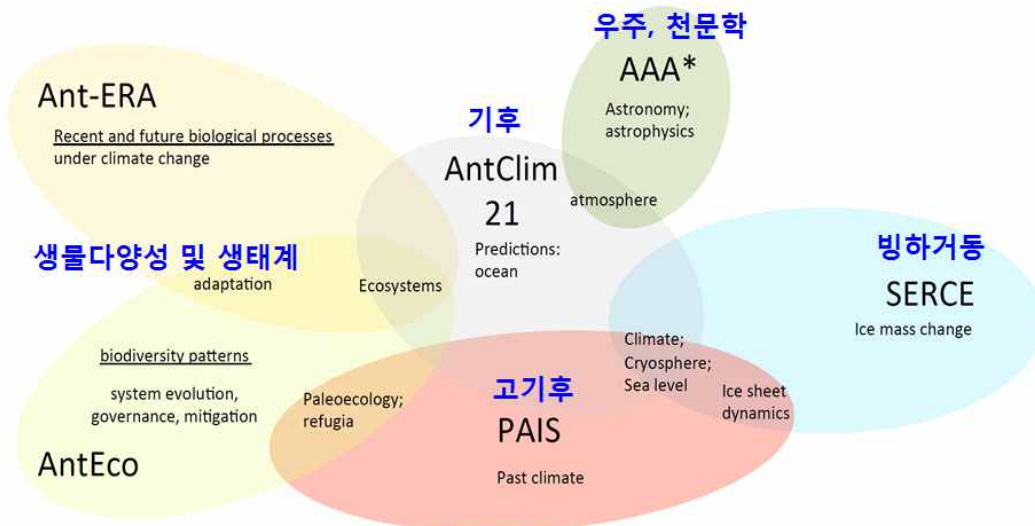 우주, 천문학
AAA*
Astronomy;
astrophysics
Ant-ERA
Recent and future biological processes
under climate change
기후
AntClim
21
atmosphere
Predictions:
ocean
생물다양성 및 생태계
adaptation
Ecosystems
빙하거동
SERCE
Ice mass change
biodiversity patterns
system evolution,
governance, mitigation
AntEco
Paleoecology;
refugia
고기후
PAIS
Past climate
Climate;
Cryosphere;
Sea level
Ice sheet
dynamics